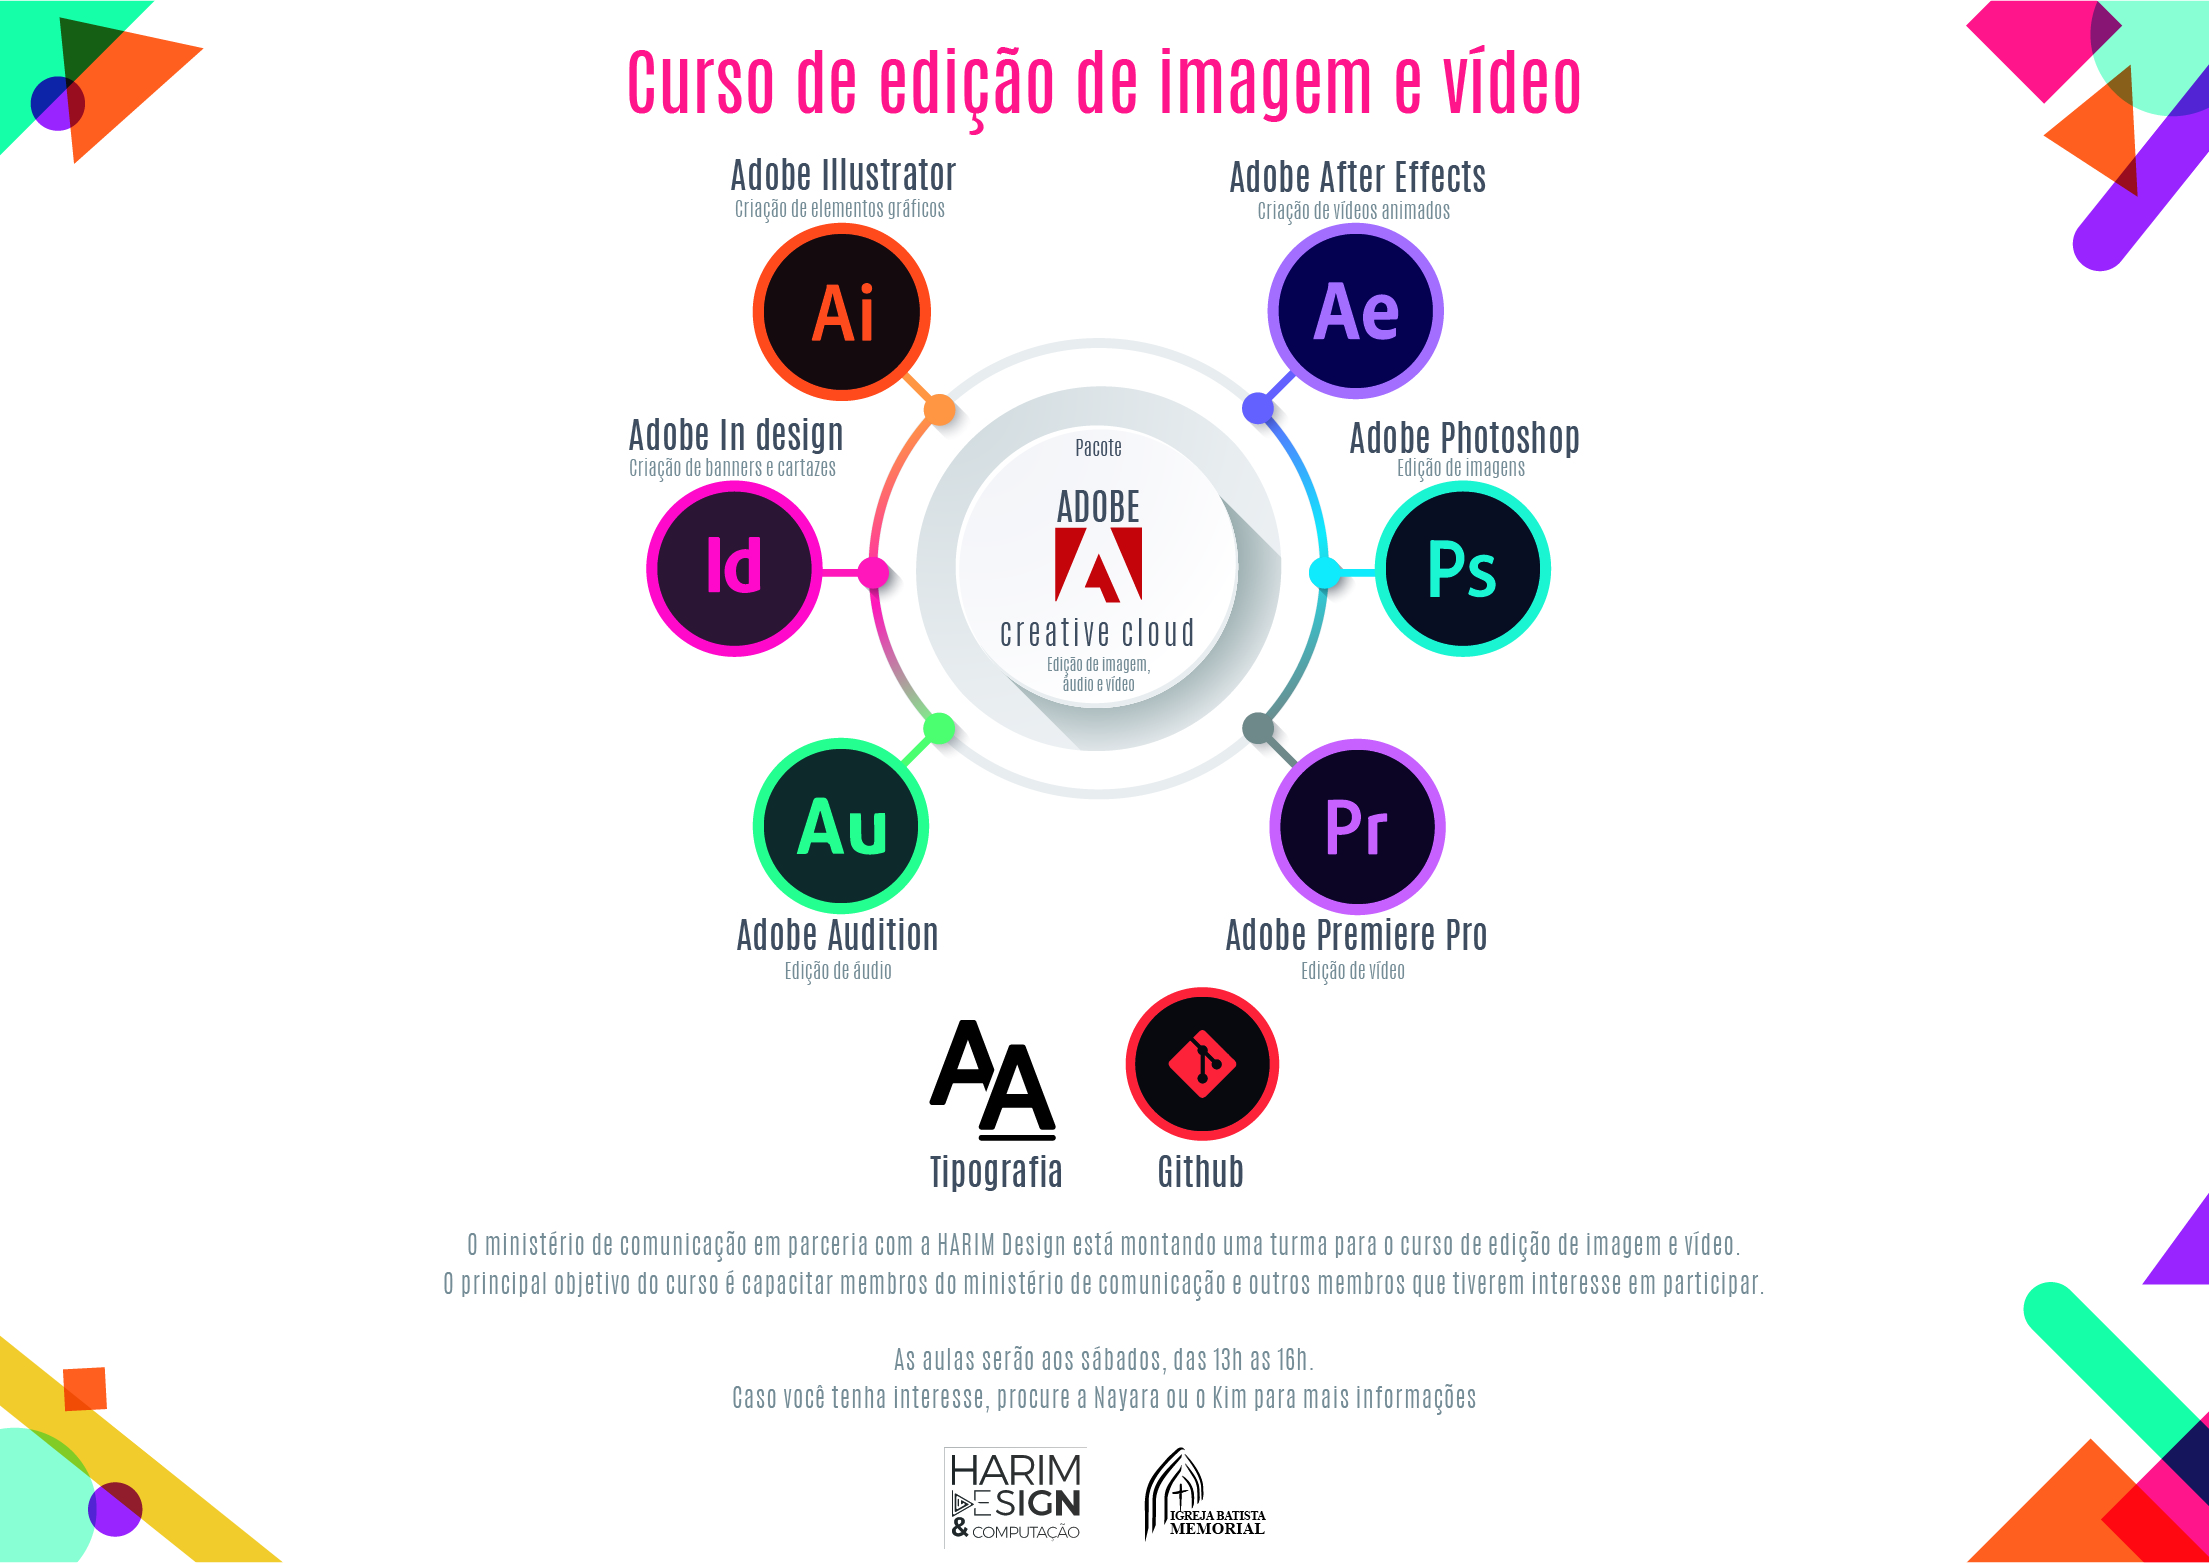 Curso de edição de imagem e vídeo
Adobe Illustrator
Criação de elementos gráficos
Ai
Adobe After Effects
Criação de vídeos animados
Ae
Adobe In design
Criação de banners e cartazes
Id
Pacote
ADOBE
creative cloud
Edição de imagem,
áudio e vídeo
Adobe Photoshop
Edição de imagens
Ps
Au
Adobe Audition
Edição de áudio
Pr
Adobe Premiere Pro
Edição de vídeo
AA
Tipografia
Github
O ministério de comunicação em parceria com a HARIM Design está montando uma turma para o curso de edição de imagem e vídeo.
O principal objetivo do curso é capacitar membros do ministério de comunicação e outros membros que tiverem interesse em participar.
As aulas serão aos sábados, das 13h as 16h.
Caso você tenha interesse, procure a Nayara ou o Kim para mais informações
HARIM
DESIGN
& COMPUTAÇÃO
IGREJA BATISTA
MEMORIAL